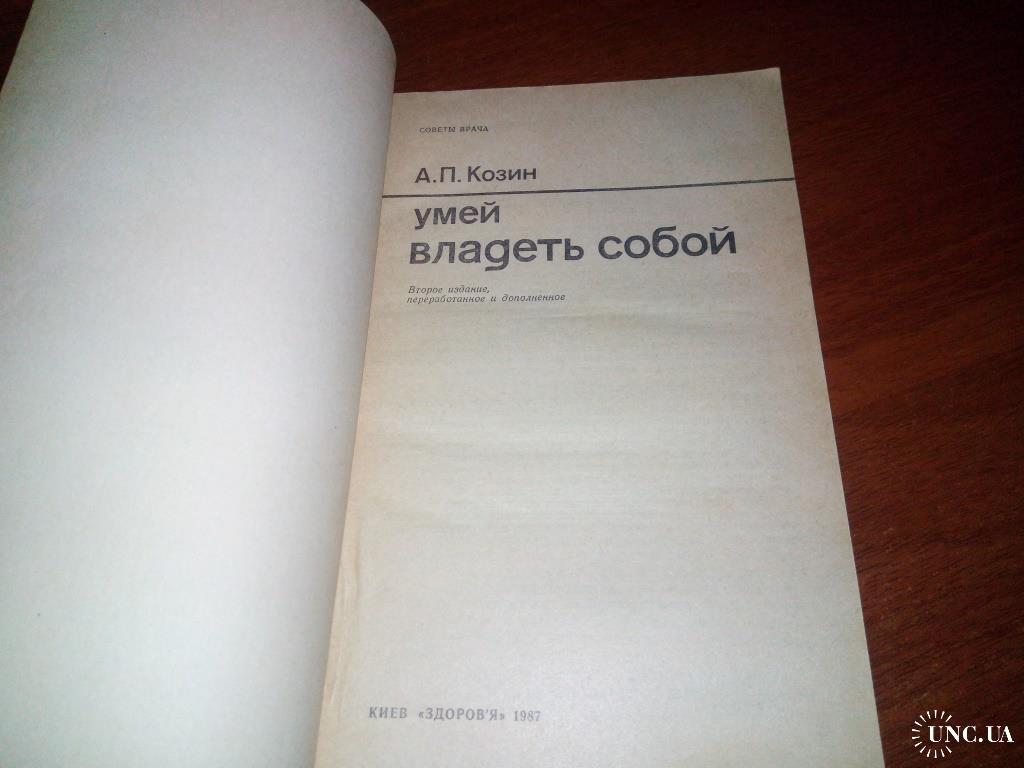 СОВЕТЫ ВРАЧА
А.П. Козин
умей
владеть собой
Второе издание,
переработанное и дополненное
КИЕВ «ЗДОРОВ'Я» 1987
UNC.UA